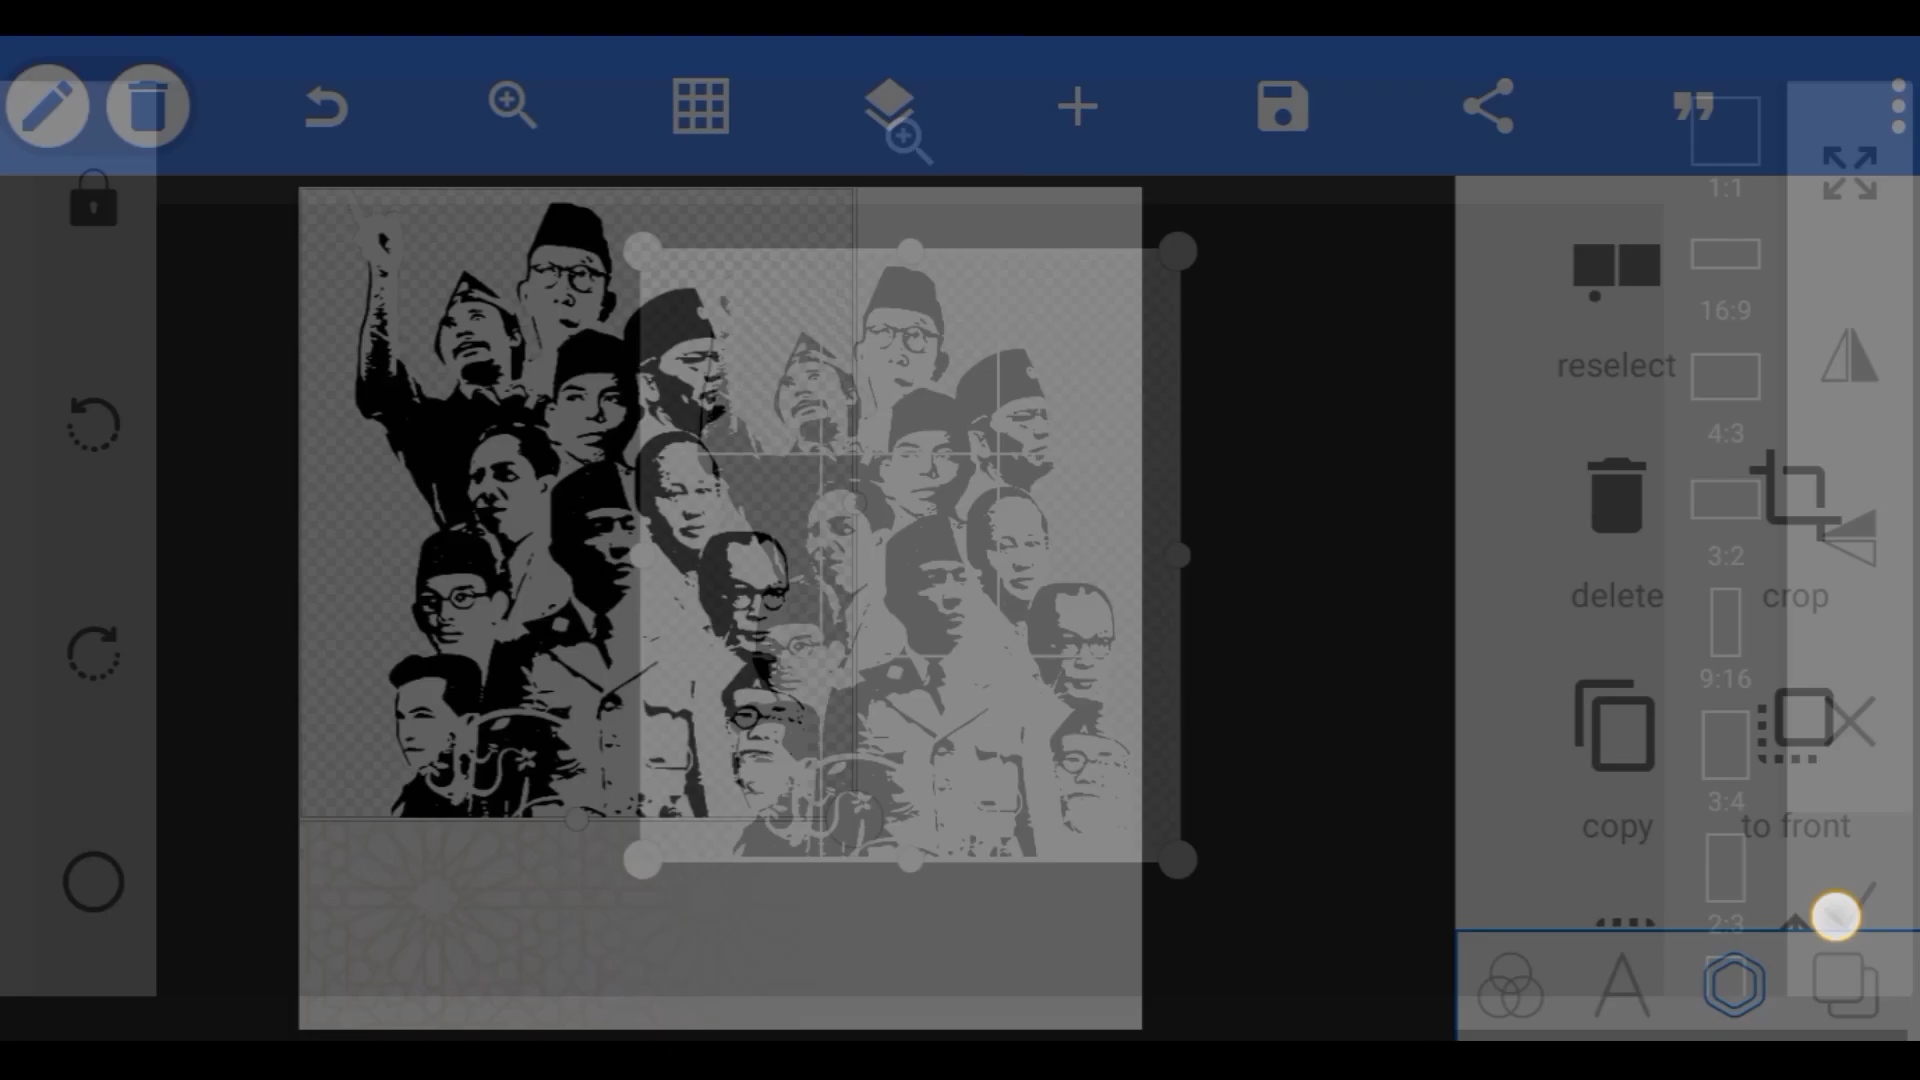 1:1
16:9
reselect
4:3
3:2
delete
crop
9:16
3:4
copy
to front
2:3
A